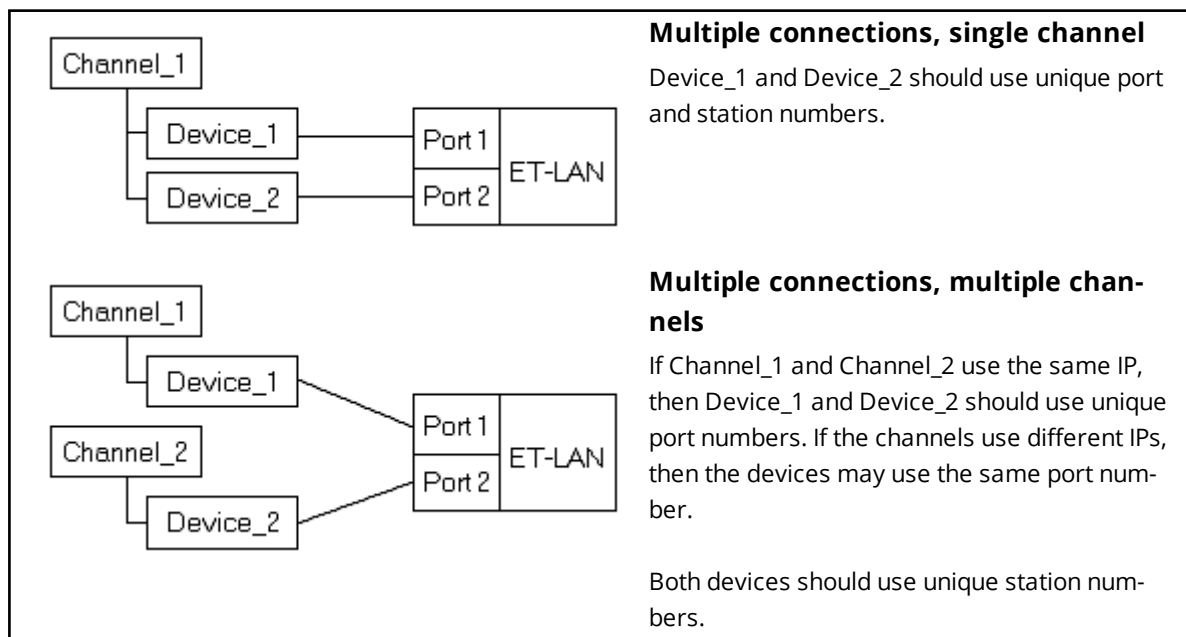 Channel_1
Device_1
Device_2
Port 1
Port 2
ET-LAN
Multiple connections, single channel
Device_1 and Device_2 should use unique port
and station numbers.
Channel_1
Device_1
Channel_2
Device_2
Port 1
Port 2
ET-LAN
Multiple connections, multiple chan-
nels
If Channel_1 and Channel_2 use the same IP,
then Device_1 and Device_2 should use unique
port numbers. If the channels use different IPs,
then the devices may use the same port num-
ber.
Both devices should use unique station num-
bers.